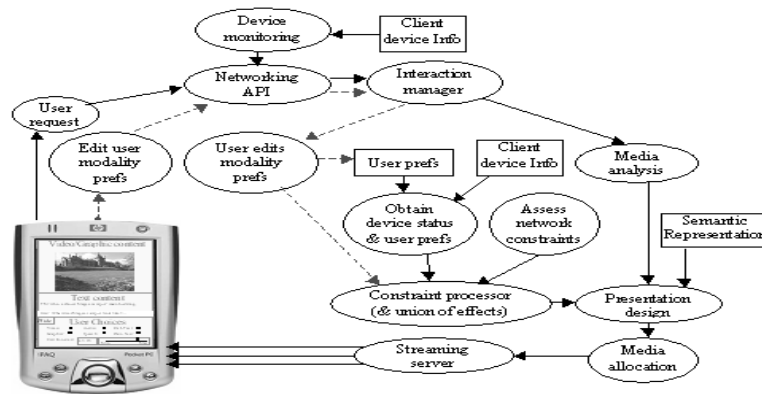 Device
monitoring
Client
device Info
Networking
API
Interaction
manager
User
request
Edit user
modality
prefs
User edits
modality
prefs
User prefs
Client
device Info
Media
analysis
Obtain
device status
& user prefs
Assess
network
constraints
Semantic
Representation
Video/Graphic content
Text content
User Choices
Constraint processor
(& union of effects)
Presentation
design
Streaming
server
Media
allocation
iPAQ
Pocket PC